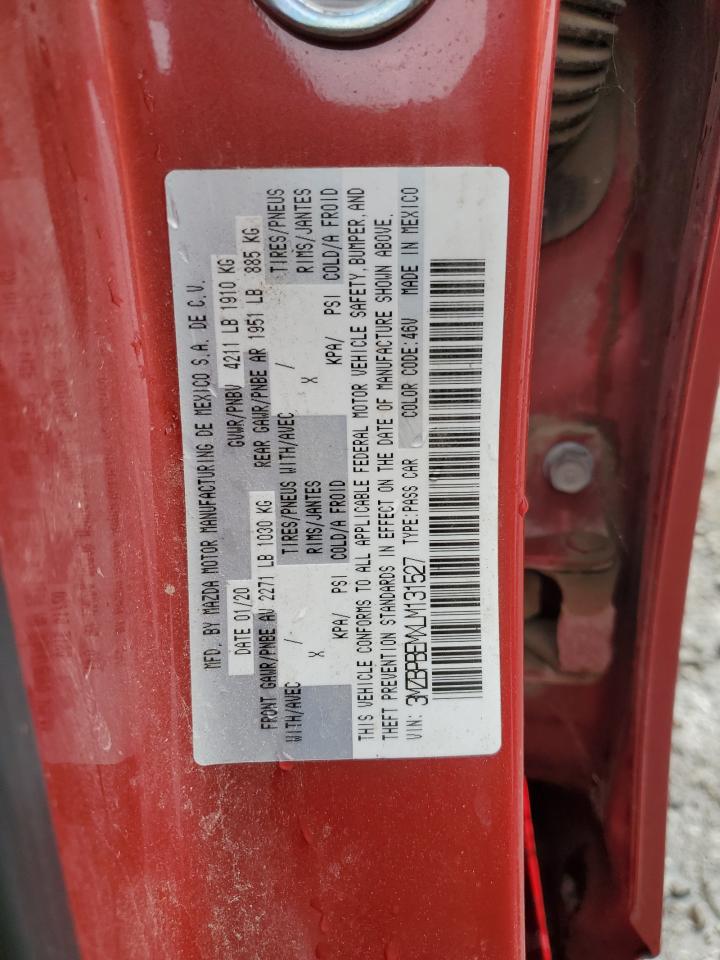 MFD. BY MAZDA MOTOR MANUFACTURING DE MEXICO S.A. DE C.V.
DATE 01/20 GVWR/PNBV 4211 LB 1910 KG
FRONT GAWR/PNBE AV 2271 LB 1030 KG REAR GAWR/PNBE AR 1951 LB 885 KG
WITH/AVEC / TIRES/PNEUS WITH/AVEC / TIRES/PNEUS
X RIMS/JANTES X RIMS/JANTES
KPA/ PSI COLD/A FROID KPA/ PSI COLD/A FROID
THIS VEHICLE CONFORMS TO ALL APPLICABLE FEDERAL MOTOR VEHICLE SAFETY, BUMPER, AND
THEFT PREVENTION STANDARDS IN EFFECT ON THE DATE OF MANUFACTURE SHOWN ABOVE.
VIN: 3MZBPBEMXLM131527 TYPE:PASS CAR COLOR CODE:46V MADE IN MEXICO